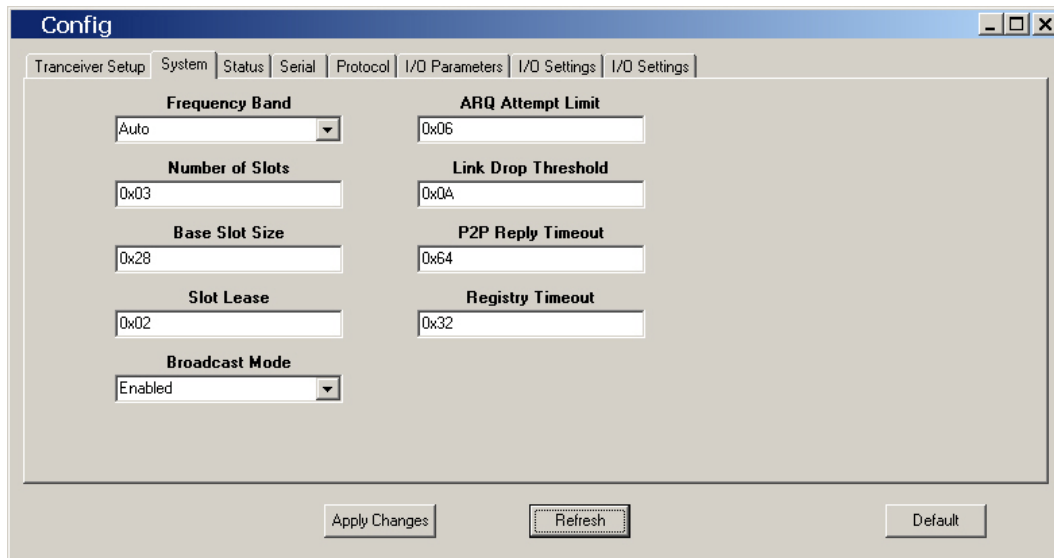 Config
Tranceiver Setup System Status Serial Protocol I/O Parameters I/O Settings I/O Settings
Frequency Band ARQ Attempt Limit
Auto 0x06
Number of Slots Link Drop Threshold
0x03 0x0A
Base Slot Size P2P Reply Timeout
0x28 0x64
Slot Lease Registry Timeout
0x02 0x32
Broadcast Mode
Enabled
Apply Changes Refresh Default